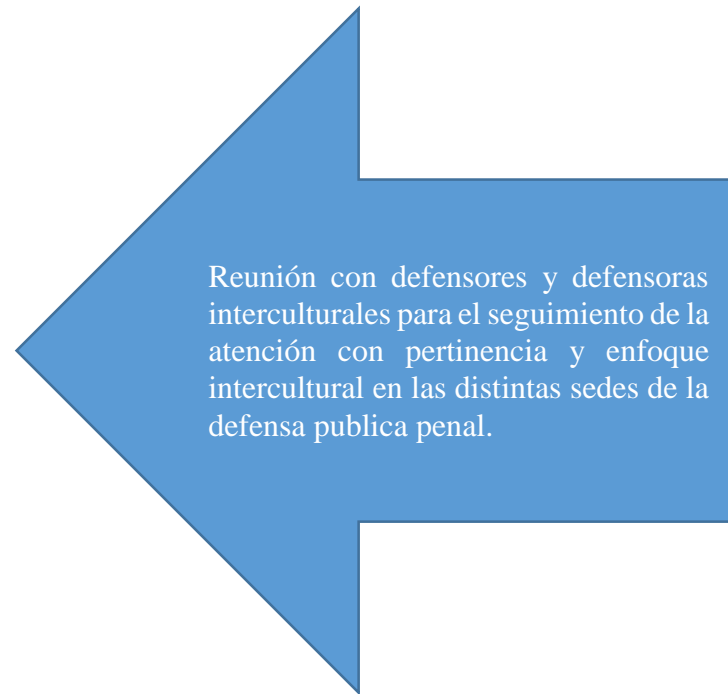 Reunión con defensores y defensoras
interculturales para el seguimiento de la
atención con pertinencia y enfoque
intercultural en las distintas sedes de la
defensa publica penal.